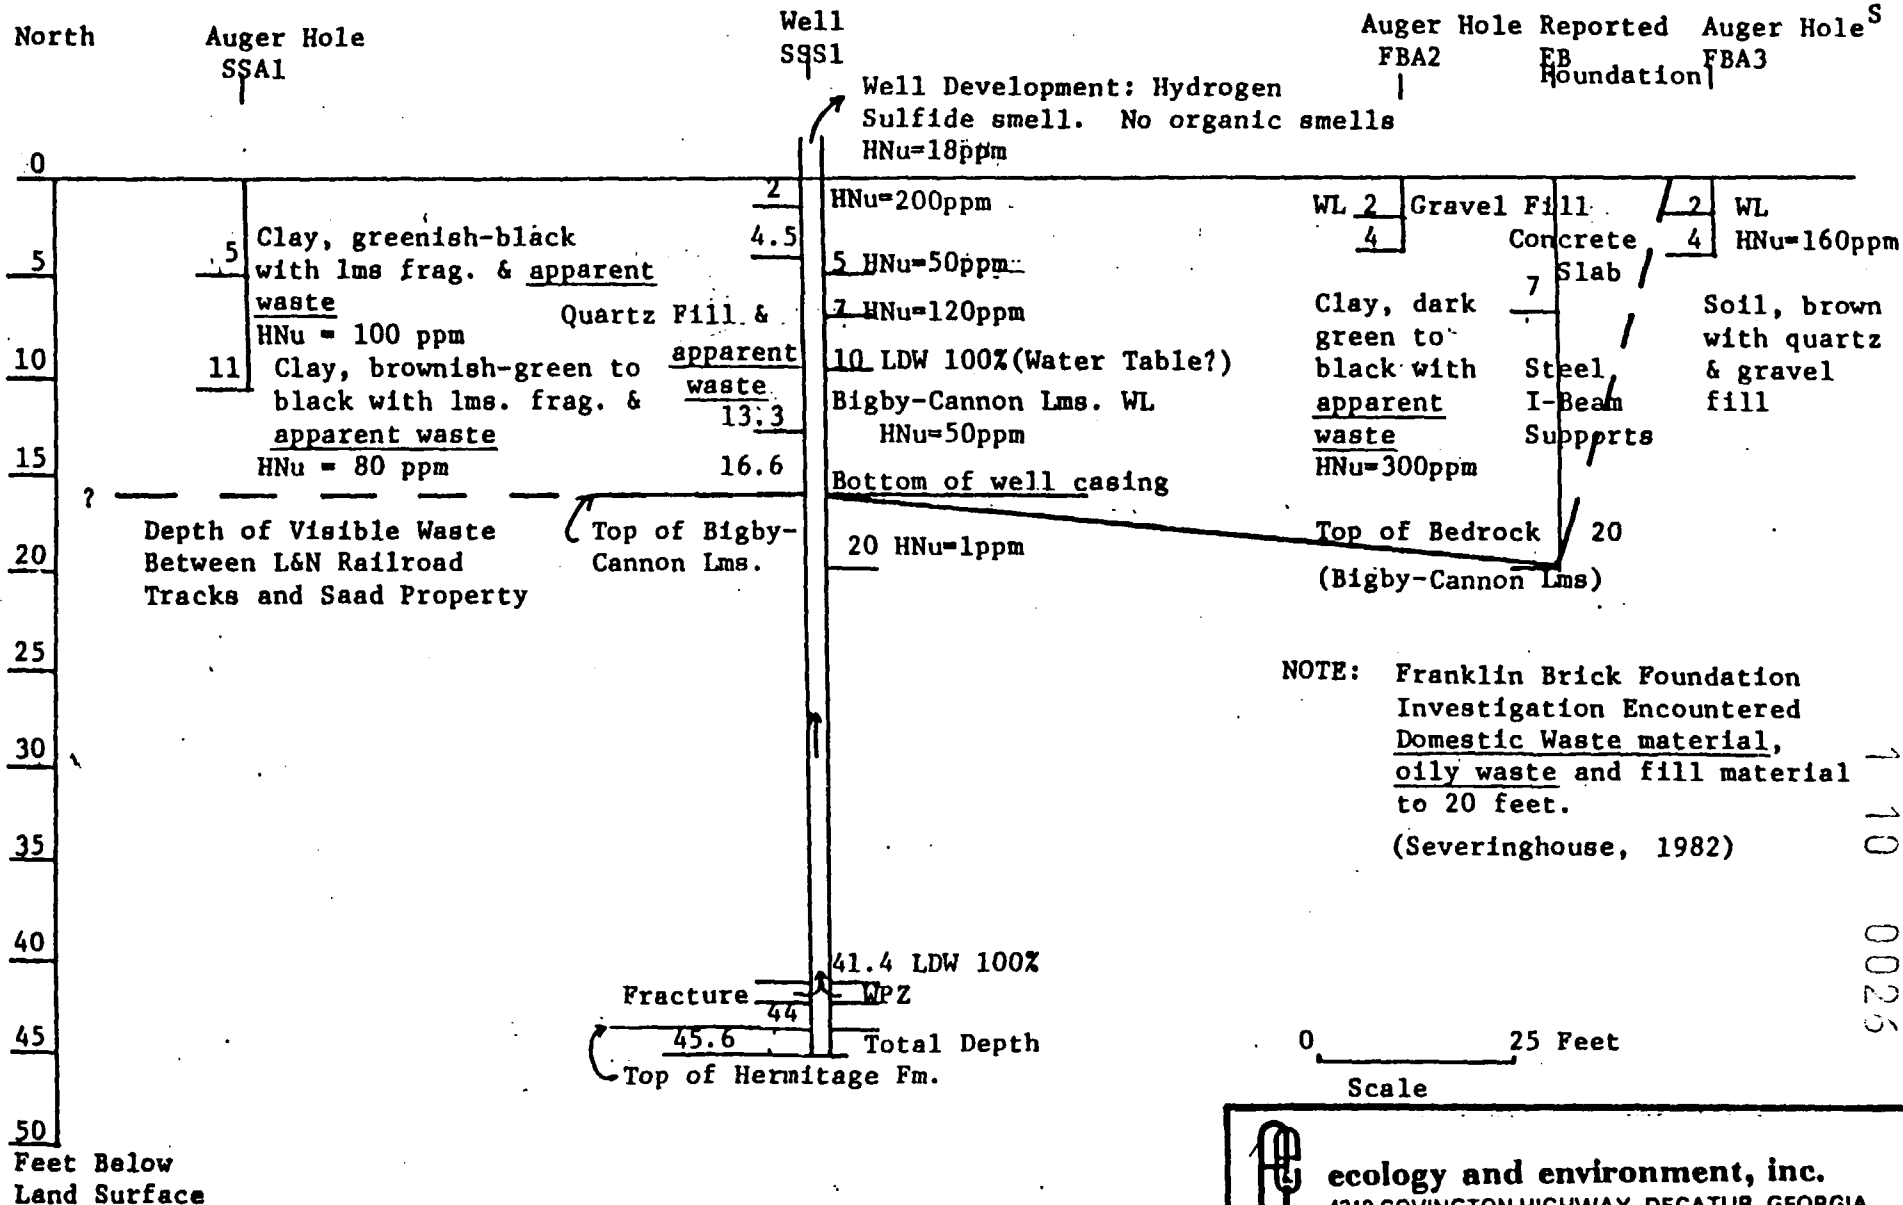 North
Auger Hole
SSA1
Well
SSS1
Auger Hole
FBA2
Reported
FB
Foundation
Auger Hole S
FBA3
Well Development: Hydrogen
Sulfide smell. No organic smells
HNu=18ppm
0
5
10
15
20
25
30
35
40
45
50
Feet Below
Land Surface
5
Clay, greenish-black
with lms frag. & apparent
waste
HNu = 100 ppm
11
Clay, brownish-green to
black with lms. frag. &
apparent waste
HNu = 80 ppm
?
Depth of Visible Waste
Between L&N Railroad
Tracks and Saad Property
2
4.5
Quartz Fill &
apparent
waste
13.3
16.6
Top of Bigby-
Cannon Lms.
HNu=200ppm
5 HNu=50ppm
7 HNu=120ppm
10 LDW 100%(Water Table?)
Bigby-Cannon Lms. WL
HNu=50ppm
Bottom of well casing
20 HNu=1ppm
41.4 LDW 100%
Fracture
WPZ
44
45.6
Total Depth
Top of Hermitage Fm.
WL 2
4
Gravel Fill
Concrete
Slab
7
Clay, dark
green to
black with
apparent
waste
HNu=300ppm
Steel
I-Beam
Supports
Top of Bedrock
20
(Bigby-Cannon Lms)
2 WL
4 HNu=160ppm
Soil, brown
with quartz
& gravel
fill
NOTE: Franklin Brick Foundation
Investigation Encountered
Domestic Waste material,
oily waste and fill material
to 20 feet.
(Severinghouse, 1982)
0 25 Feet
Scale
1 10 0026
ecology and environment, inc.
4319 COVINGTON HIGHWAY, DECATUR, GEORGIA